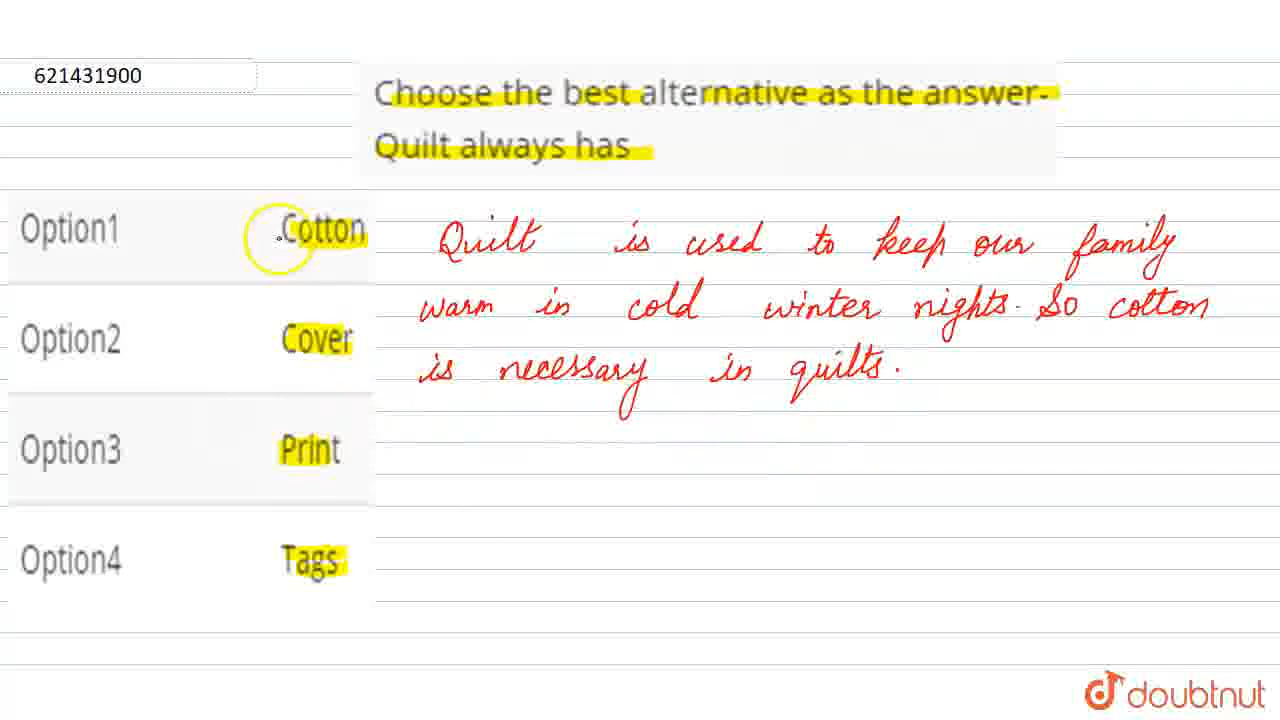 621431900
Choose the best alternative as the answer-
Quilt always has
Option1 Cotton
Option2 Cover
Option3 Print
Option4 Tags
Quilt is used to keep our family
warm in cold winter nights. So cotton
is necessary in quilts.
doubtnut